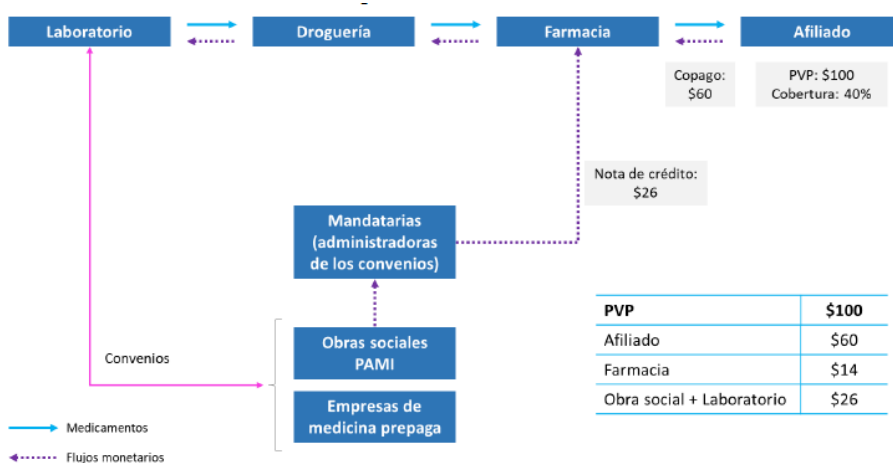 Laboratorio
Droguería
Farmacia
Afiliado
Copago:
$60
PVP: $100
Cobertura: 40%
Nota de crédito:
$26
Mandatarias
(administradoras
de los convenios)
Convenios
Obras sociales
PAMI
Empresas de
medicina prepaga
PVP $100
Afiliado $60
Farmacia $14
Obra social + Laboratorio $26
Medicamentos
Flujos monetarios